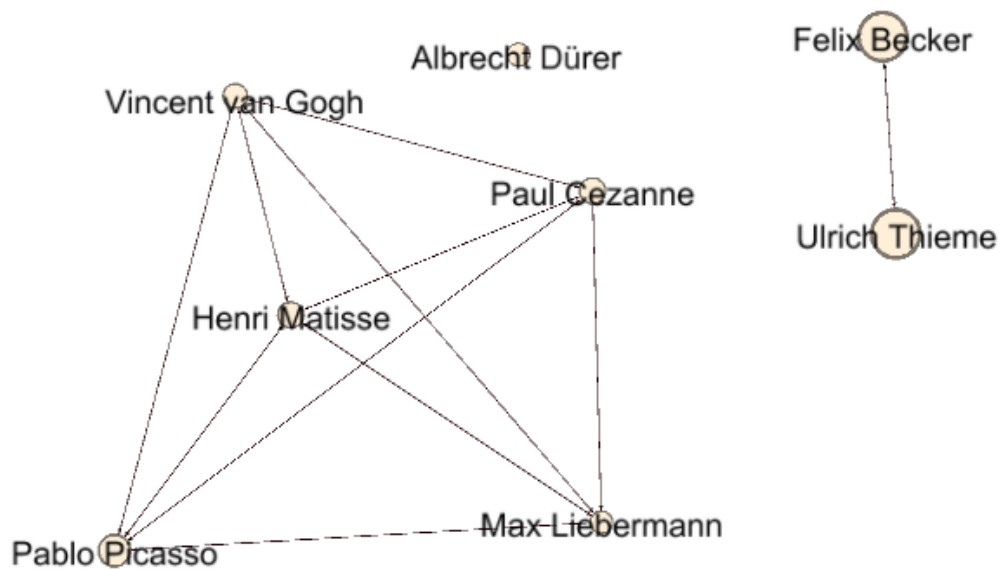 Felix Becker
Albrecht Dürer
Vincent van Gogh
Paul Cezanne
Ulrich Thieme
Henri Matisse
Max Liebermann
Pablo Picasso